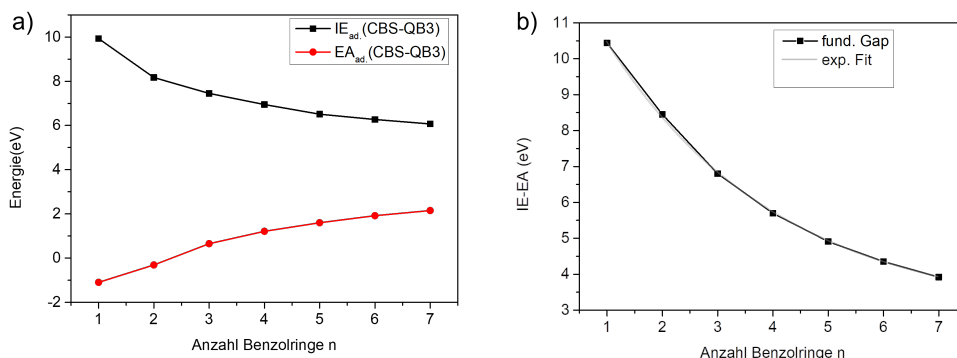 a)
IE_ad.(CBS-QB3)
EA_ad.(CBS-QB3)
Energie(eV)
10
8
6
4
2
0
-2
1 2 3 4 5 6 7
Anzahl Benzolringe n
b)
fund. Gap
exp. Fit
IE-EA (eV)
11
10
9
8
7
6
5
4
3
1 2 3 4 5 6 7
Anzahl Benzolringe n